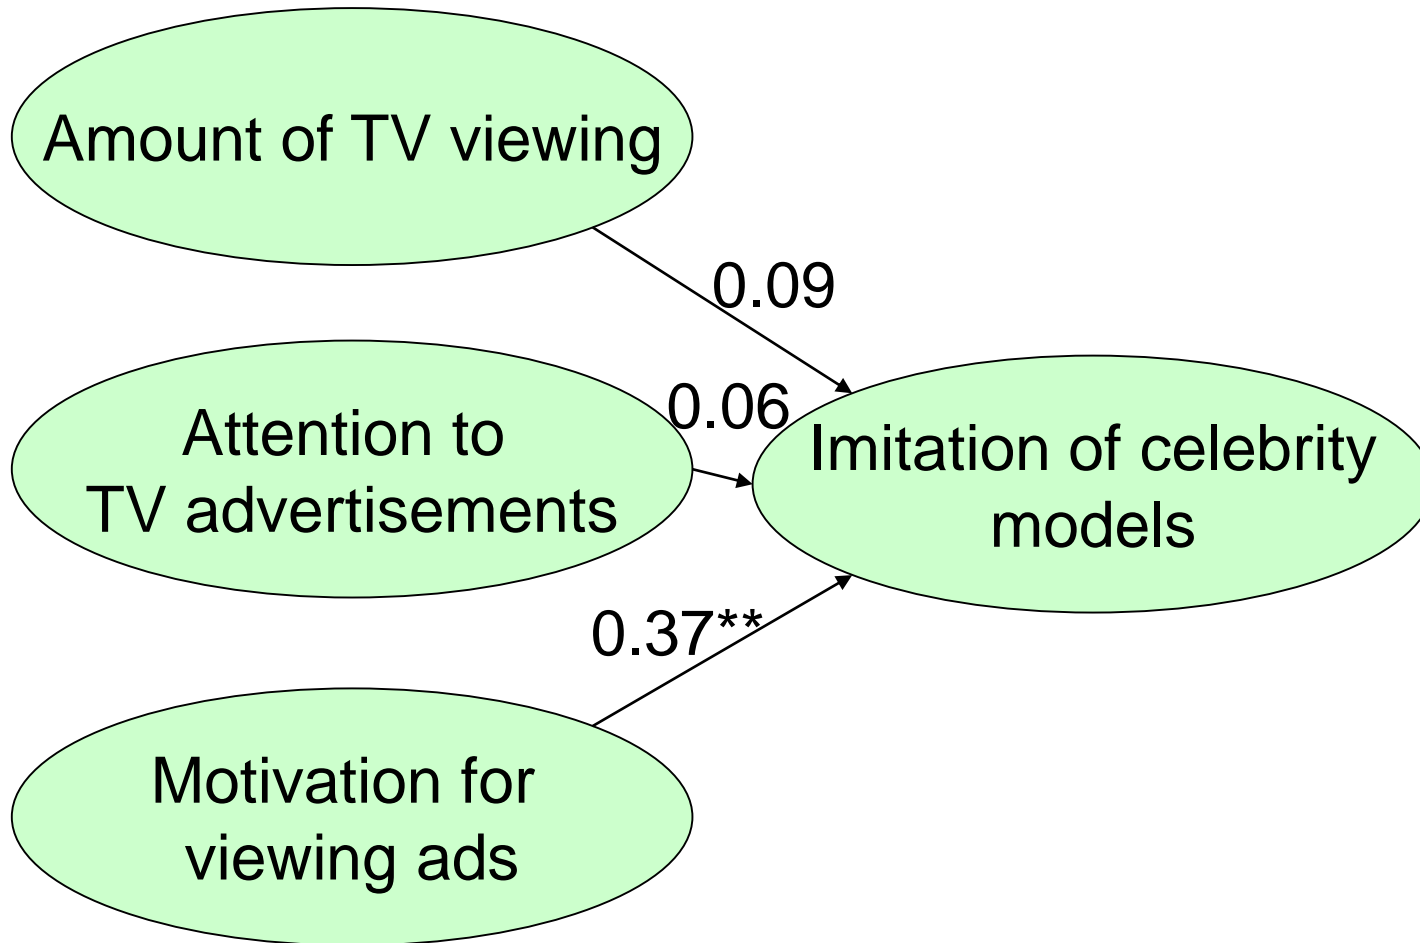 Amount of TV viewing
0.09
Attention to
TV advertisements
0.06
Imitation of celebrity
models
0.37**
Motivation for
viewing ads